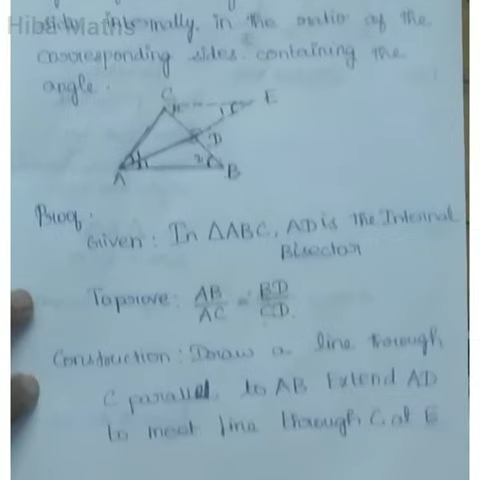 Hiba Maths
side internally in the ratio of the
corresponding sides containing the
angle.
C
E
D
A
B
Proof:
Given: In △ABC, AD is the Internal
Bisector
To prove: AB/AC = BD/CD
Construction: Draw a line through
C parallel to AB Extend AD
to meet line through C at E